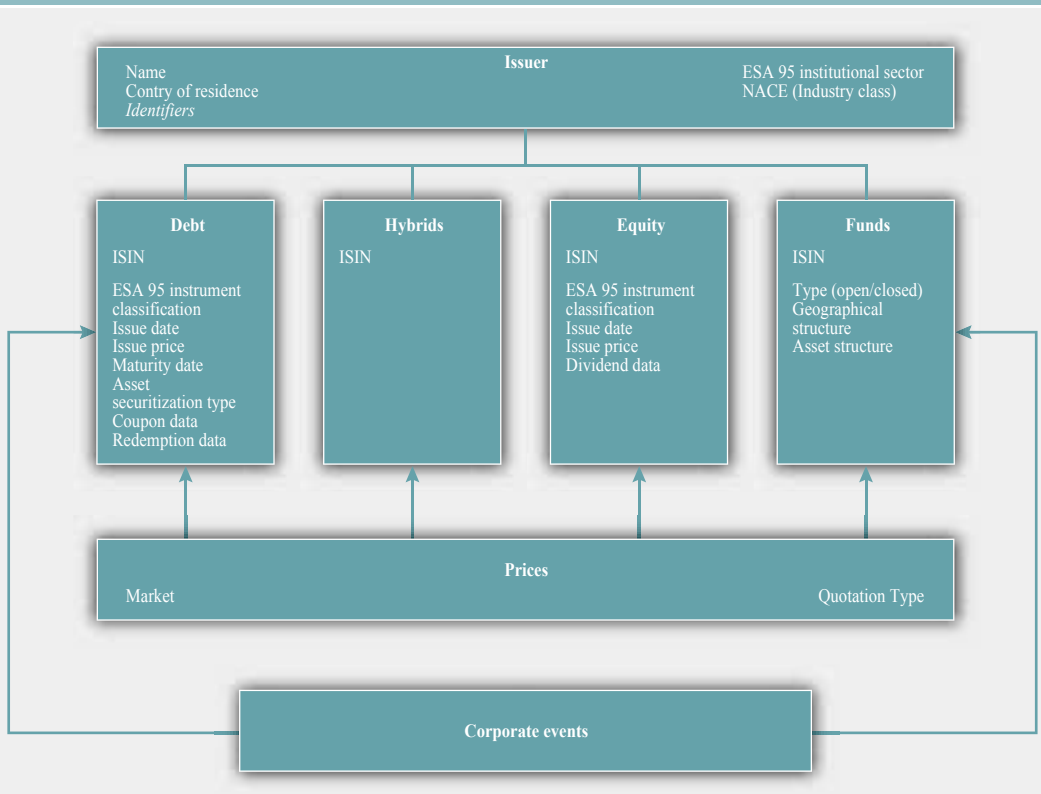 Issuer
Name
Contry of residence
Identifiers
ESA 95 institutional sector
NACE (Industry class)
Debt
ISIN
ESA 95 instrument
classification
Issue date
Issue price
Maturity date
Asset
securitization type
Coupon data
Redemption data
Hybrids
ISIN
Equity
ISIN
ESA 95 instrument
classification
Issue date
Issue price
Dividend data
Funds
ISIN
Type (open/closed)
Geographical
structure
Asset structure
Prices
Market
Quotation Type
Corporate events